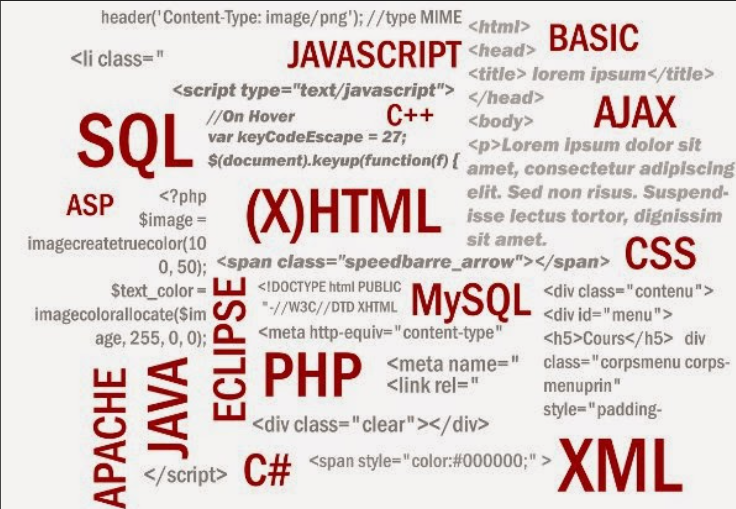 header('Content-Type: image/png'); //type MIME
<li class="
JAVASCRIPT
<html>
<head>
<title> lorem ipsum</title>
</head>
<body>
<p>Lorem ipsum dolor sit
amet, consectetur adipiscing
elit. Sed non risus. Suspend-
isse lectus tortor, dignissim
sit amet.
BASIC
AJAX
<script type="text/javascript">
SQL
//On Hover
var keyCodeEscape = 27;
$(document).keyup(function(f) {
C++
ASP
<?php
$image =
imagecreatetruecolor(10
0, 50);
$text_color =
imagecolorallocate($im
age, 255, 0, 0);
(X)HTML
CSS
<span class="speedbarre_arrow"></span>
ECLIPSE
<!DOCTYPE html PUBLIC
"-//W3C//DTD XHTML
<meta http-equiv="content-type"
MySQL
<div class="contenu">
<div id="menu">
<h5>Cours</h5> div
class="corpsmenu corps-
menuprin"
style="padding-
APACHE
JAVA
PHP
<meta name="
<link rel="
<div class="clear"></div>
</script>
C#
<span style="color:#000000;" >
XML